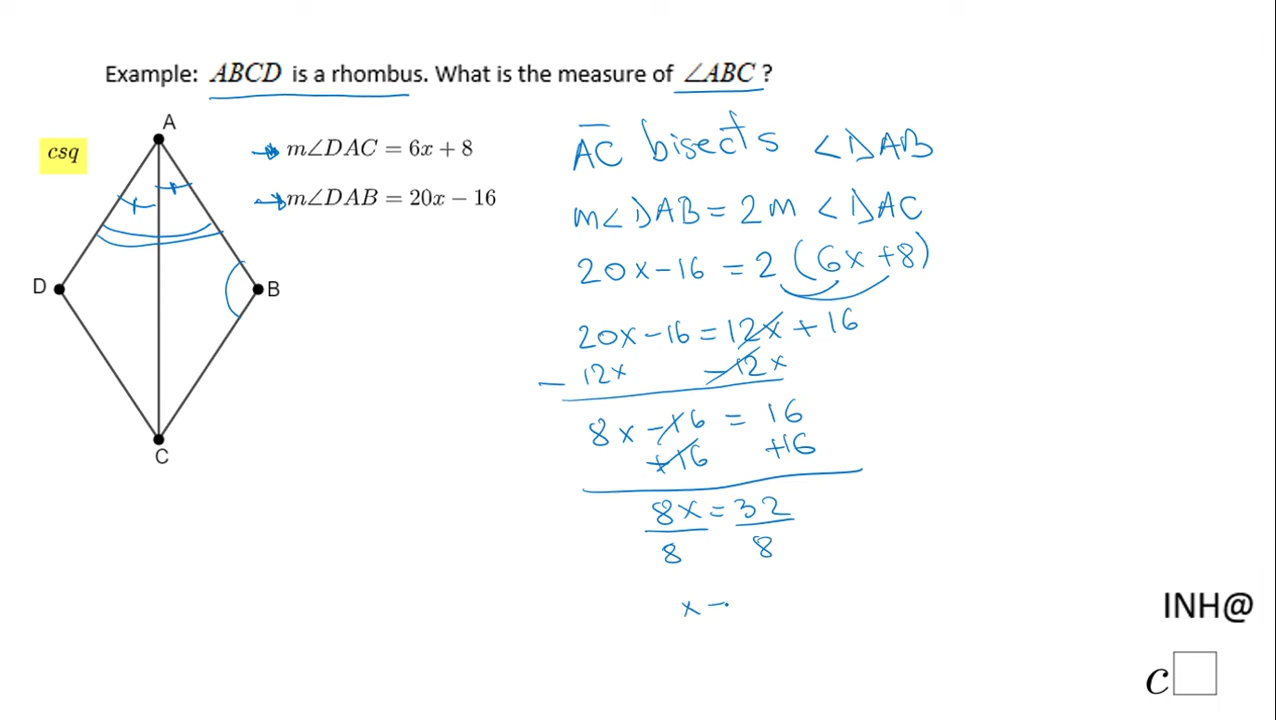 Example: ABCD is a rhombus. What is the measure of ∠ABC ?
csq
A
D
B
C
m∠DAC = 6x + 8
m∠DAB = 20x − 16
AC bisects ∠DAB
m∠DAB = 2m ∠DAC
20x − 16 = 2 (6x + 8)
20x − 16 = 12x + 16
− 12x − 12x
8x − 16 = 16
+16 +16
8x = 32
8 8
x −
INH@
c